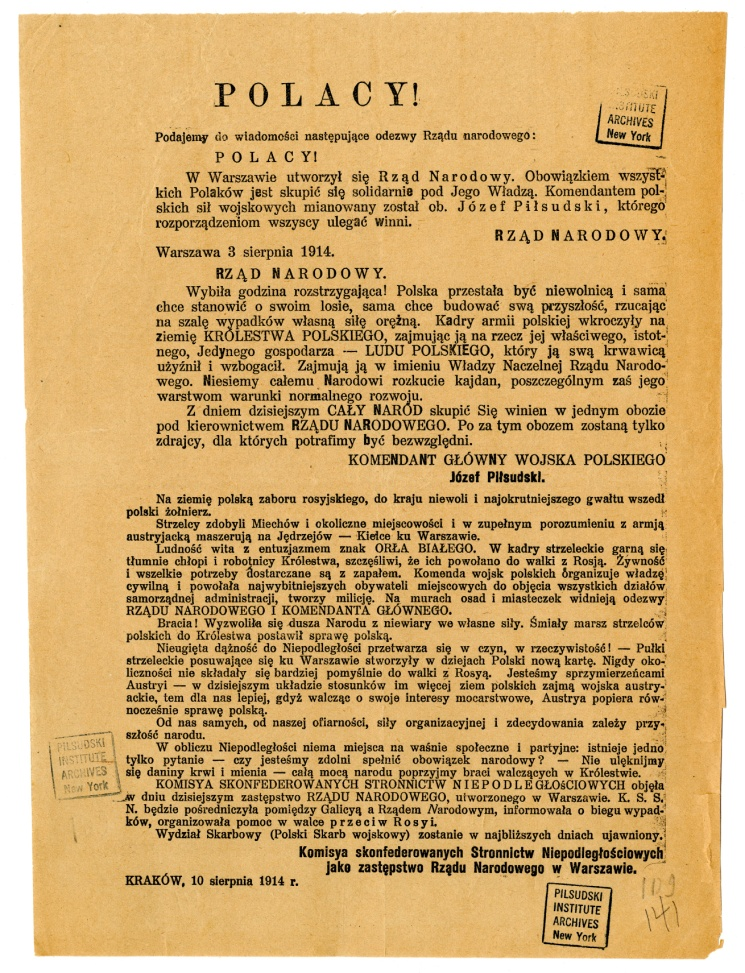 POLACY!
PILSUDSKI
INSTITUTE
ARCHIVES
New York
Podajemy do wiadomości następujące odezwy Rządu narodowego:
POLACY!
W Warszawie utworzył się Rząd Narodowy. Obowiązkiem wszyst-
kich Polaków jest skupić się solidarnie pod Jego Władzą. Komendantem pol-
skich sił wojskowych mianowany został ob. Józef Piłsudski, którego
rozporządzeniom wszyscy ulegać winni.
RZĄD NARODOWY.
Warszawa 3 sierpnia 1914.
RZĄD NARODOWY.
Wybiła godzina rozstrzygająca! Polska przestała być niewolnicą i sama
chce stanowić o swoim losie, sama chce budować swą przyszłość, rzucając
na szalę wypadków własną siłę orężną. Kadry armii polskiej wkroczyły na
ziemię KRÓLESTWA POLSKIEGO, zajmując ją na rzecz jej właściwego, istot-
nego, Jedynego gospodarza — LUDU POLSKIEGO, który ją swą krwawicą
użyźnił i wzbogacił. Zajmują ją w imieniu Władzy Naczelnej Rządu Narodo-
wego. Niesiemy całemu Narodowi rozkucie kajdan, poszczególnym zaś jego
warstwom warunki normalnego rozwoju.
Z dniem dzisiejszym CAŁY NARÓD skupić Się winien w jednym obozie
pod kierownictwem RZĄDU NARODOWEGO. Po za tym obozem zostaną tylko
zdrajcy, dla których potrafimy być bezwzględni.
KOMENDANT GŁÓWNY WOJSKA POLSKIEGO
Józef Piłsudski.
Na ziemię polską zaboru rosyjskiego, do kraju niewoli i najokrutniejszego gwałtu wszedł
polski żołnierz.
Strzelcy zdobyli Miechów i okoliczne miejscowości i w zupełnym porozumieniu z armją
austryjacką maszerują na Jędrzejów — Kielce ku Warszawie.
Ludność wita z entuzjazmem znak ORŁA BIAŁEGO. W kadry strzeleckie garną się
tłumnie chłopi i robotnicy Królestwa, szczęśliwi, że ich powołano do walki z Rosją. Żywność
i wszelkie potrzeby dostarczane są z zapałem. Komenda wojsk polskich organizuje władzę
cywilną i powołała najwybitniejszych obywateli miejscowych do objęcia wszystkich działów
samorządnej administracji, tworzy milicję. Na murach osad i miasteczek widnieją odezwy
RZĄDU NARODOWEGO I KOMENDANTA GŁÓWNEGO.
Bracia! Wyzwoliła się dusza Narodu z niewiary we własne siły. Śmiały marsz strzelców
polskich do Królestwa postawił sprawę polską.
Nieugięta dążność do Niepodległości przetwarza się w czyn, w rzeczywistość! — Pułki
strzeleckie posuwające się ku Warszawie stworzyły w dziejach Polski nową kartę. Nigdy oko-
liczności nie składały się bardziej pomyślnie do walki z Rosyą. Jesteśmy sprzymierzeńcami
Austryi — w dzisiejszym układzie stosunków im więcej ziem polskich zajmą wojska austry-
ackie, tem dla nas lepiej, gdyż walcząc o swoje interesy mocarstwowe, Austrya popiera rów-
nocześnie sprawę polską.
Od nas samych, od naszej ofiarności, siły organizacyjnej i zdecydowania zależy przy-
szłość narodu.
W obliczu Niepodległości niema miejsca na waśnie społeczne i partyjne: istnieje jedno
tylko pytanie — czy jesteśmy zdolni spełnić obowiązek narodowy? — Nie ulęknijmy
się daniny krwi i mienia — całą mocą narodu poprzyjmy braci walczących w Królestwie.
KOMISYA SKONFEDEROWANYCH STRONNICTW NIEPODLEGŁOŚCIOWYCH objęła
w dniu dzisiejszym zastępstwo RZĄDU NARODOWEGO, utworzonego w Warszawie. K. S. S.
N. będzie pośredniczyła pomiędzy Galicyą a Rządem Narodowym, informowała o biegu wypad-
ków, organizowała pomoc w walce przeciw Rosyi.
Wydział Skarbowy (Polski Skarb wojskowy) zostanie w najbliższych dniach ujawniony.
Komisya skonfederowanych Stronnictw Niepodległościowych
jako zastępstwo Rządu Narodowego w Warszawie.
KRAKÓW, 10 sierpnia 1914 r.
PILSUDSKI
INSTITUTE
ARCHIVES
New York
PILSUDSKI
INSTITUTE
ARCHIVES
New York
109
141